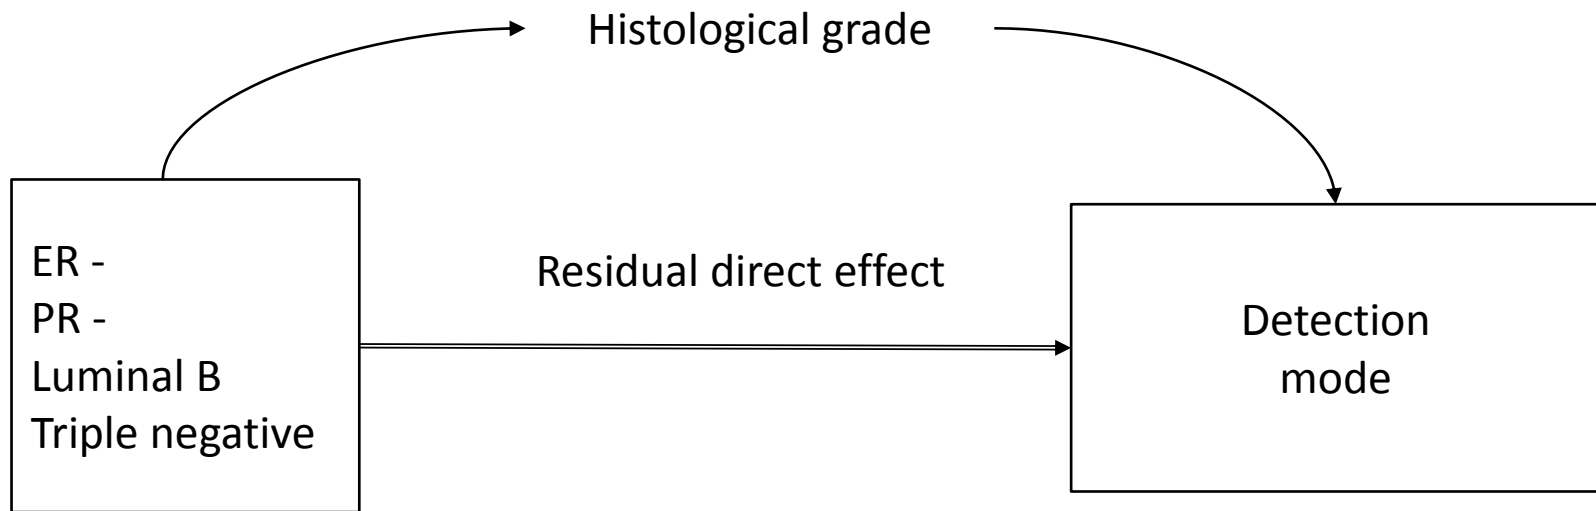 Histological grade
ER -
PR -
Luminal B
Triple negative
Residual direct effect
Detection
mode